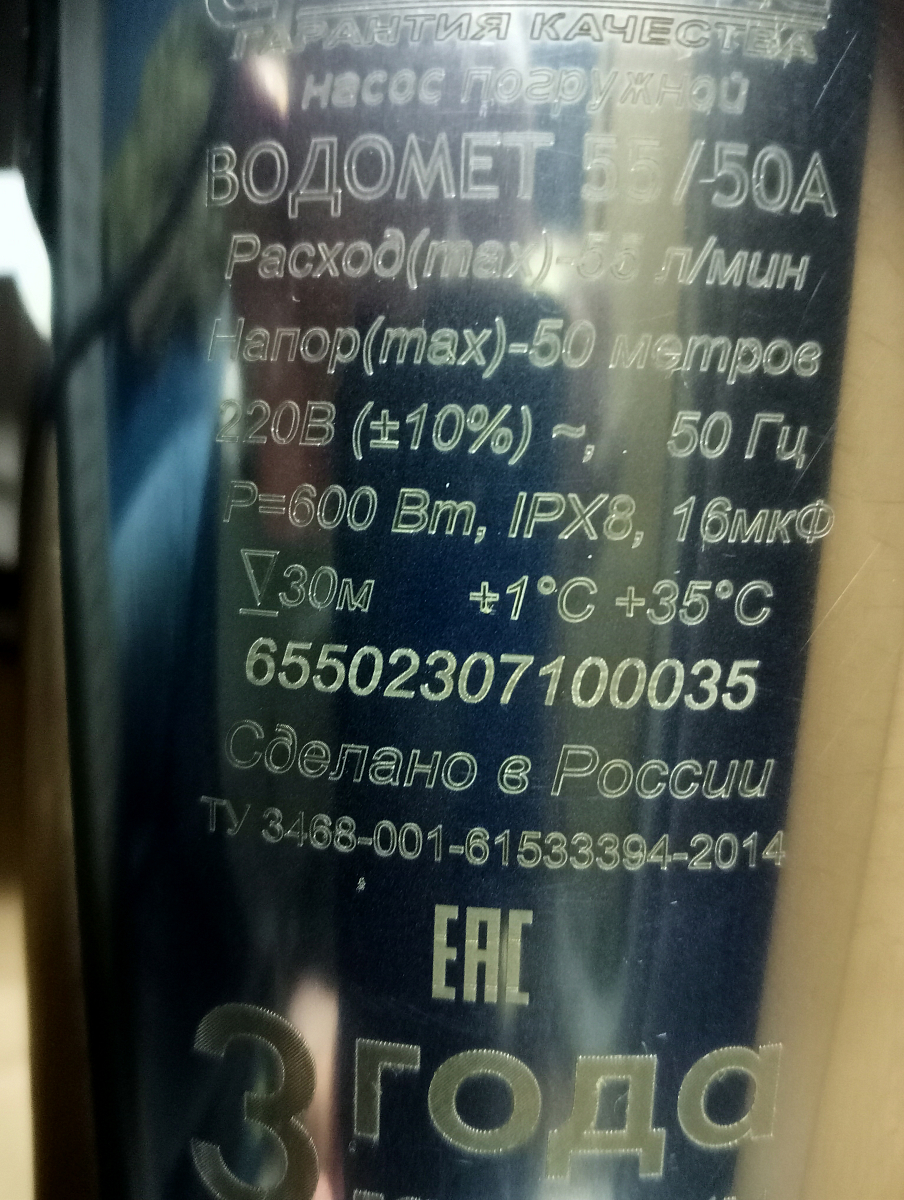 ГАРАНТИЯ КАЧЕСТВА
насос погружной
ВОДОМЕТ 55/50А
Расход(max)-55 л/мин
Напор(max)-50 метров
220В (±10%) ~, 50 Гц
P=600 Вт, IPX8, 16мкФ
30м +1°C +35°C
65502307100035
Сделано в России
ТУ 3468-001-61533394-2014
ЕАС
3 года